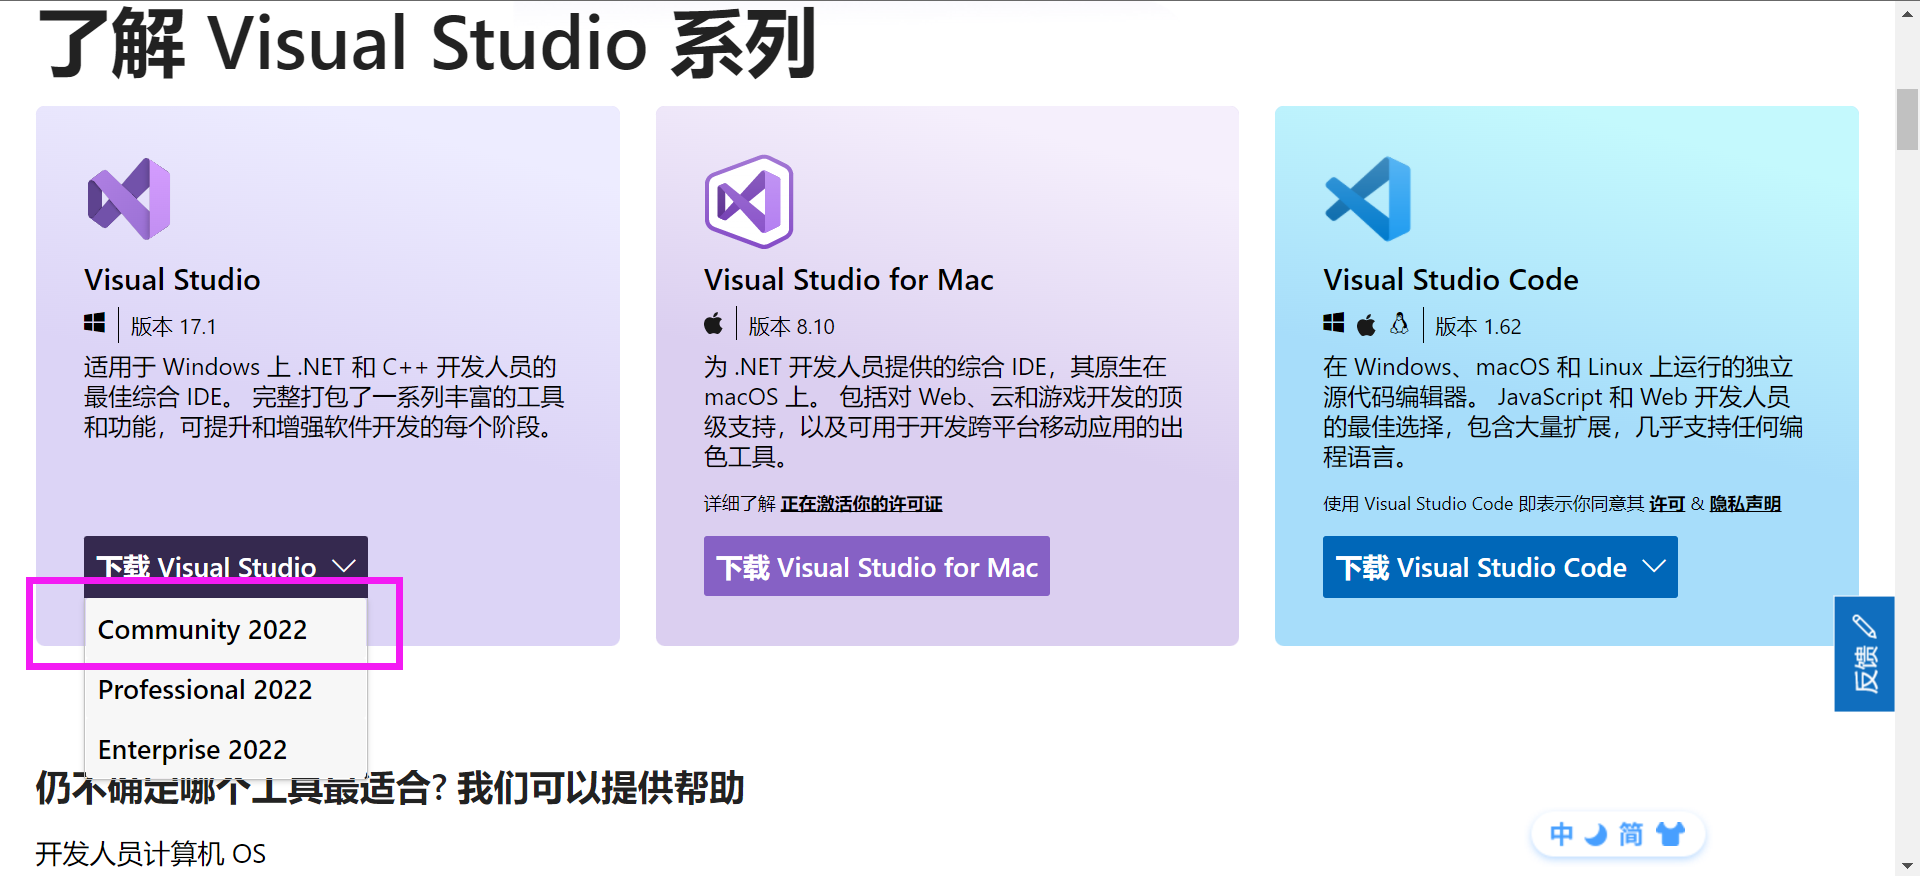 了解 Visual Studio 系列
Visual Studio
版本 17.1
适用于 Windows 上 .NET 和 C++ 开发人员的
最佳综合 IDE。 完整打包了一系列丰富的工具
和功能，可提升和增强软件开发的每个阶段。
下载 Visual Studio
Community 2022
Professional 2022
Enterprise 2022
Visual Studio for Mac
版本 8.10
为 .NET 开发人员提供的综合 IDE，其原生在
macOS 上。 包括对 Web、云和游戏开发的顶
级支持，以及可用于开发跨平台移动应用的出
色工具。
详细了解 正在激活你的许可证
下载 Visual Studio for Mac
Visual Studio Code
版本 1.62
在 Windows、macOS 和 Linux 上运行的独立
源代码编辑器。 JavaScript 和 Web 开发人员
的最佳选择，包含大量扩展，几乎支持任何编
程语言。
使用 Visual Studio Code 即表示你同意其 许可 & 隐私声明
下载 Visual Studio Code
反馈
仍不确定哪个工具最适合? 我们可以提供帮助
开发人员计算机 OS
中 简